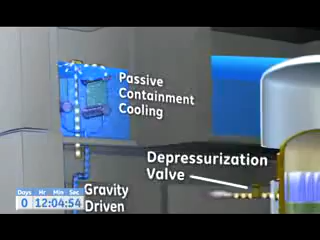 Passive
Containment
Cooling
Depressurization
Valve
Gravity
Driven
Days Hr Min Sec
0 12:04:54